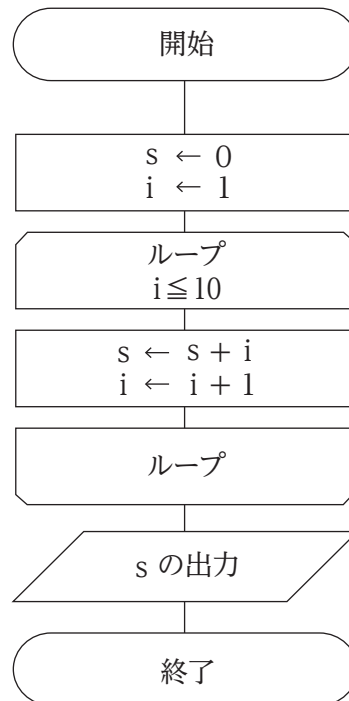 開始
s ← 0
i ← 1
ループ
i≦10
s ← s + i
i ← i + 1
ループ
s の出力
終了